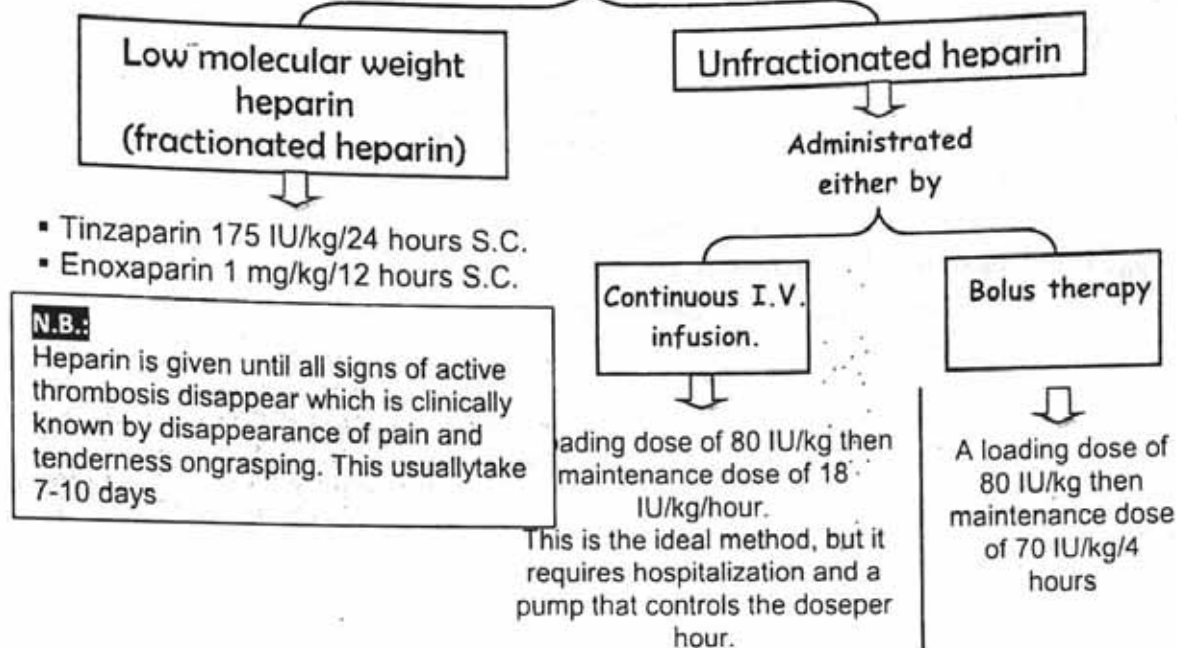 Low molecular weight
heparin
(fractionated heparin)
▪ Tinzaparin 175 IU/kg/24 hours S.C.
▪ Enoxaparin 1 mg/kg/12 hours S.C.
N.B.:
Heparin is given until all signs of active
thrombosis disappear which is clinically
known by disappearance of pain and
tenderness ongrasping. This usuallytake
7-10 days
Unfractionated heparin
Administrated
either by
Continuous I.V.
infusion.
oading dose of 80 IU/kg then
maintenance dose of 18
IU/kg/hour.
This is the ideal method, but it
requires hospitalization and a
pump that controls the doseper
hour.
Bolus therapy
A loading dose of
80 IU/kg then
maintenance dose
of 70 IU/kg/4
hours